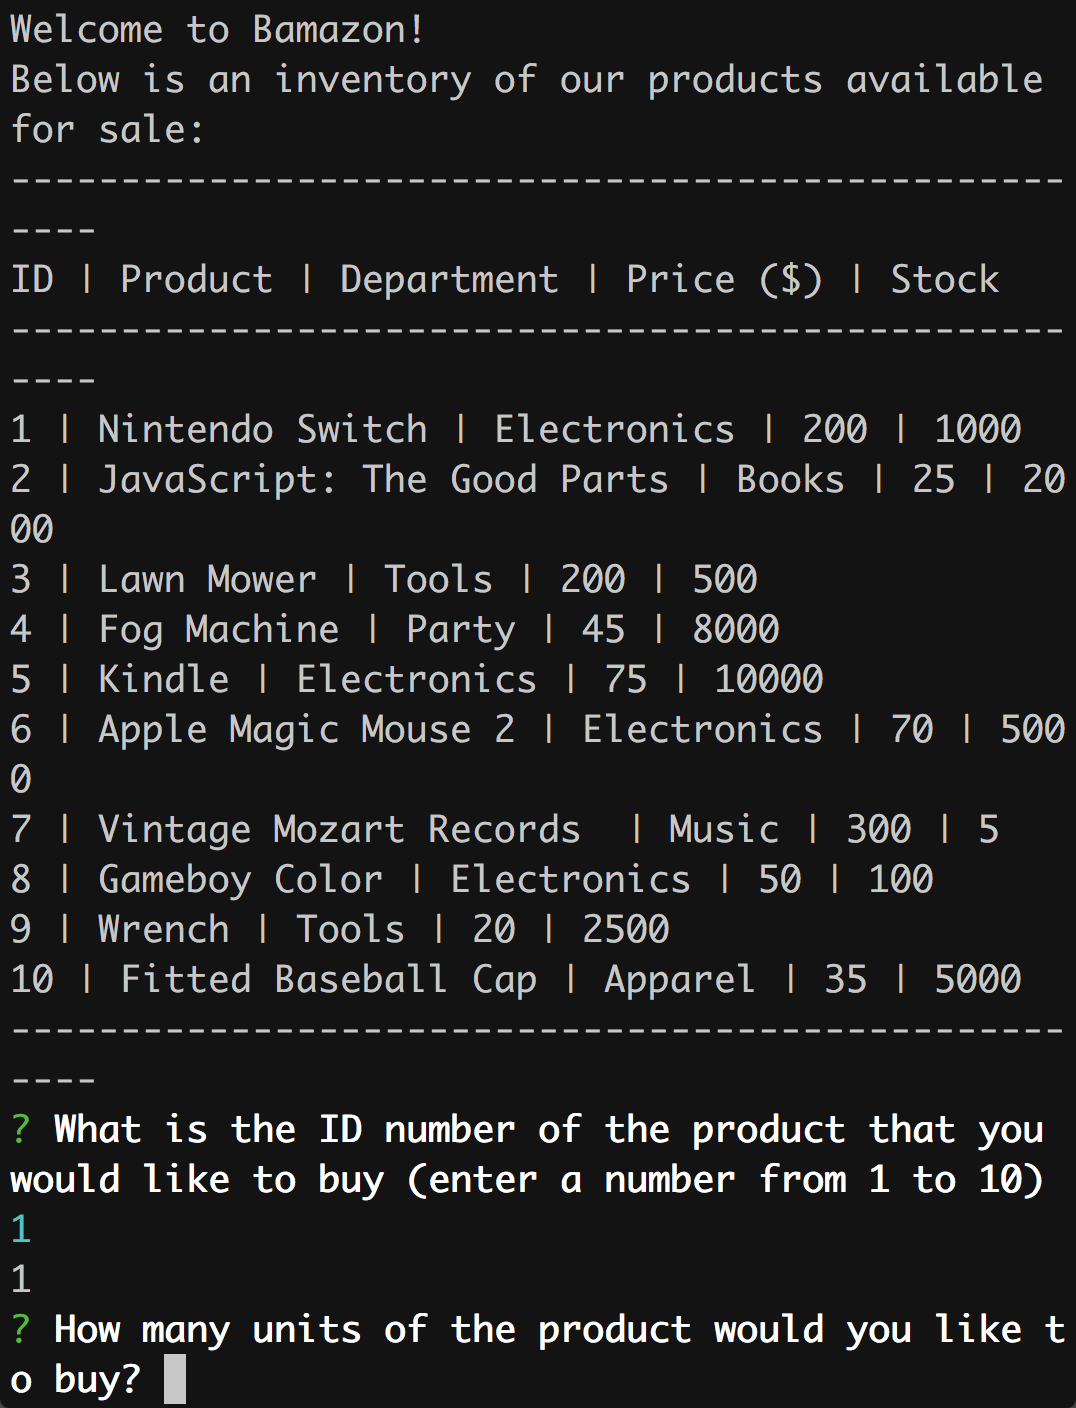 Welcome to Bamazon!
Below is an inventory of our products available
for sale:
------------------------------------------------
----
ID | Product | Department | Price ($) | Stock
------------------------------------------------
----
1 | Nintendo Switch | Electronics | 200 | 1000
2 | JavaScript: The Good Parts | Books | 25 | 20
00
3 | Lawn Mower | Tools | 200 | 500
4 | Fog Machine | Party | 45 | 8000
5 | Kindle | Electronics | 75 | 10000
6 | Apple Magic Mouse 2 | Electronics | 70 | 500
0
7 | Vintage Mozart Records  | Music | 300 | 5
8 | Gameboy Color | Electronics | 50 | 100
9 | Wrench | Tools | 20 | 2500
10 | Fitted Baseball Cap | Apparel | 35 | 5000
------------------------------------------------
----
? What is the ID number of the product that you
would like to buy (enter a number from 1 to 10)
1
1
? How many units of the product would you like t
o buy?